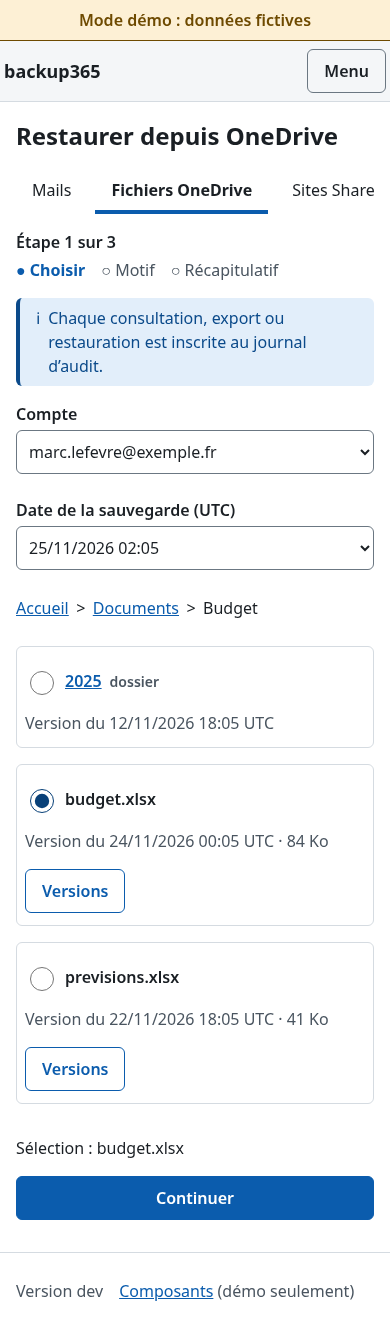 Mode démo : données fictives
backup365
Menu
Restaurer depuis OneDrive
Mails
Fichiers OneDrive
Sites Share
Étape 1 sur 3
● Choisir ○ Motif ○ Récapitulatif
i Chaque consultation, export ou
restauration est inscrite au journal
d’audit.
Compte
marc.lefevre@exemple.fr
Date de la sauvegarde (UTC)
25/11/2026 02:05
Accueil > Documents > Budget
2025 dossier
Version du 12/11/2026 18:05 UTC
budget.xlsx
Version du 24/11/2026 00:05 UTC · 84 Ko
Versions
previsions.xlsx
Version du 22/11/2026 18:05 UTC · 41 Ko
Versions
Sélection : budget.xlsx
Continuer
Version dev Composants (démo seulement)